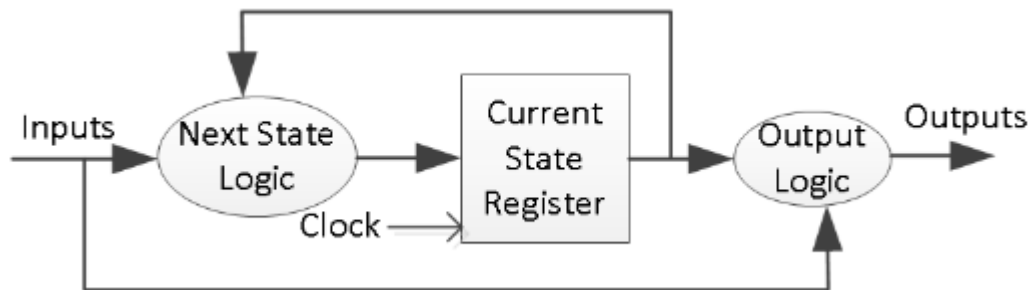 Inputs
Next State
Logic
Clock
Current
State
Register
Output
Logic
Outputs